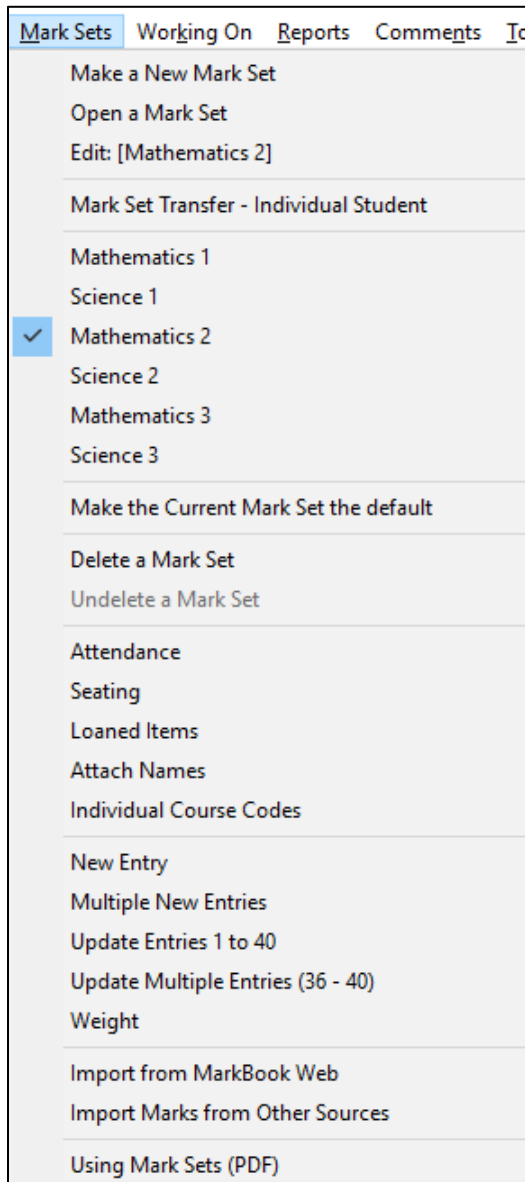 Mark Sets Working On Reports Comments
Make a New Mark Set
Open a Mark Set
Edit: [Mathematics 2]
Mark Set Transfer - Individual Student
Mathematics 1
Science 1
Mathematics 2
Science 2
Mathematics 3
Science 3
Make the Current Mark Set the default
Delete a Mark Set
Undelete a Mark Set
Attendance
Seating
Loaned Items
Attach Names
Individual Course Codes
New Entry
Multiple New Entries
Update Entries 1 to 40
Update Multiple Entries (36 - 40)
Weight
Import from MarkBook Web
Import Marks from Other Sources
Using Mark Sets (PDF)